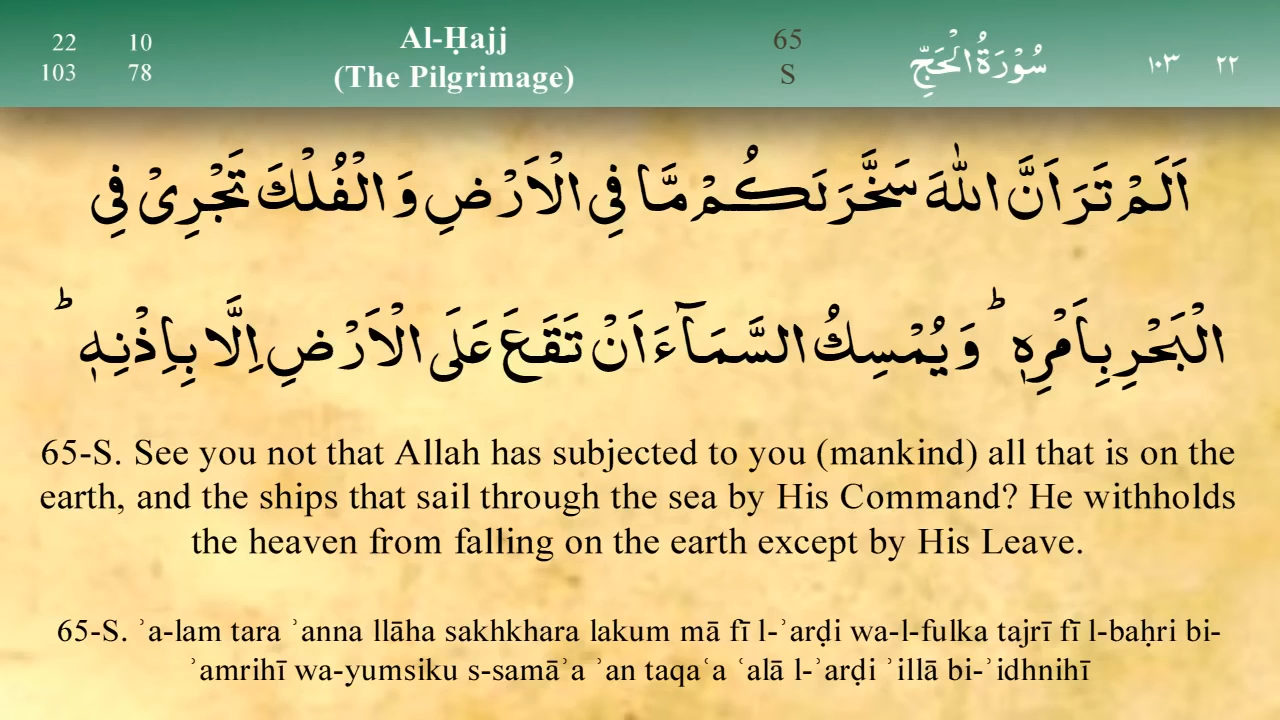 22 10
103 78
Al-Ḥajj
(The Pilgrimage)
65
S
سُوْرَةُ الْحَجِّ
١٠٣ ٢٢
اَلَمْ تَرَ اَنَّ اللّٰهَ سَخَّرَ لَكُمْ مَّا فِى الْاَرْضِ وَ الْفُلْكَ تَجْرِىْ فِى
الْبَحْرِ بِاَمْرِهٖ ؕ وَ يُمْسِكُ السَّمَآءَ اَنْ تَقَعَ عَلَى الْاَرْضِ اِلَّا بِاِذْنِهٖ ؕ
65-S. See you not that Allah has subjected to you (mankind) all that is on the
earth, and the ships that sail through the sea by His Command? He withholds
the heaven from falling on the earth except by His Leave.
65-S. ʾa-lam tara ʾanna llāha sakhkhara lakum mā fī l-ʾarḍi wa-l-fulka tajrī fī l-baḥri bi-
ʾamrihī wa-yumsiku s-samāʾa ʾan taqaʿa ʿalā l-ʾarḍi ʾillā bi-ʾidhnihī